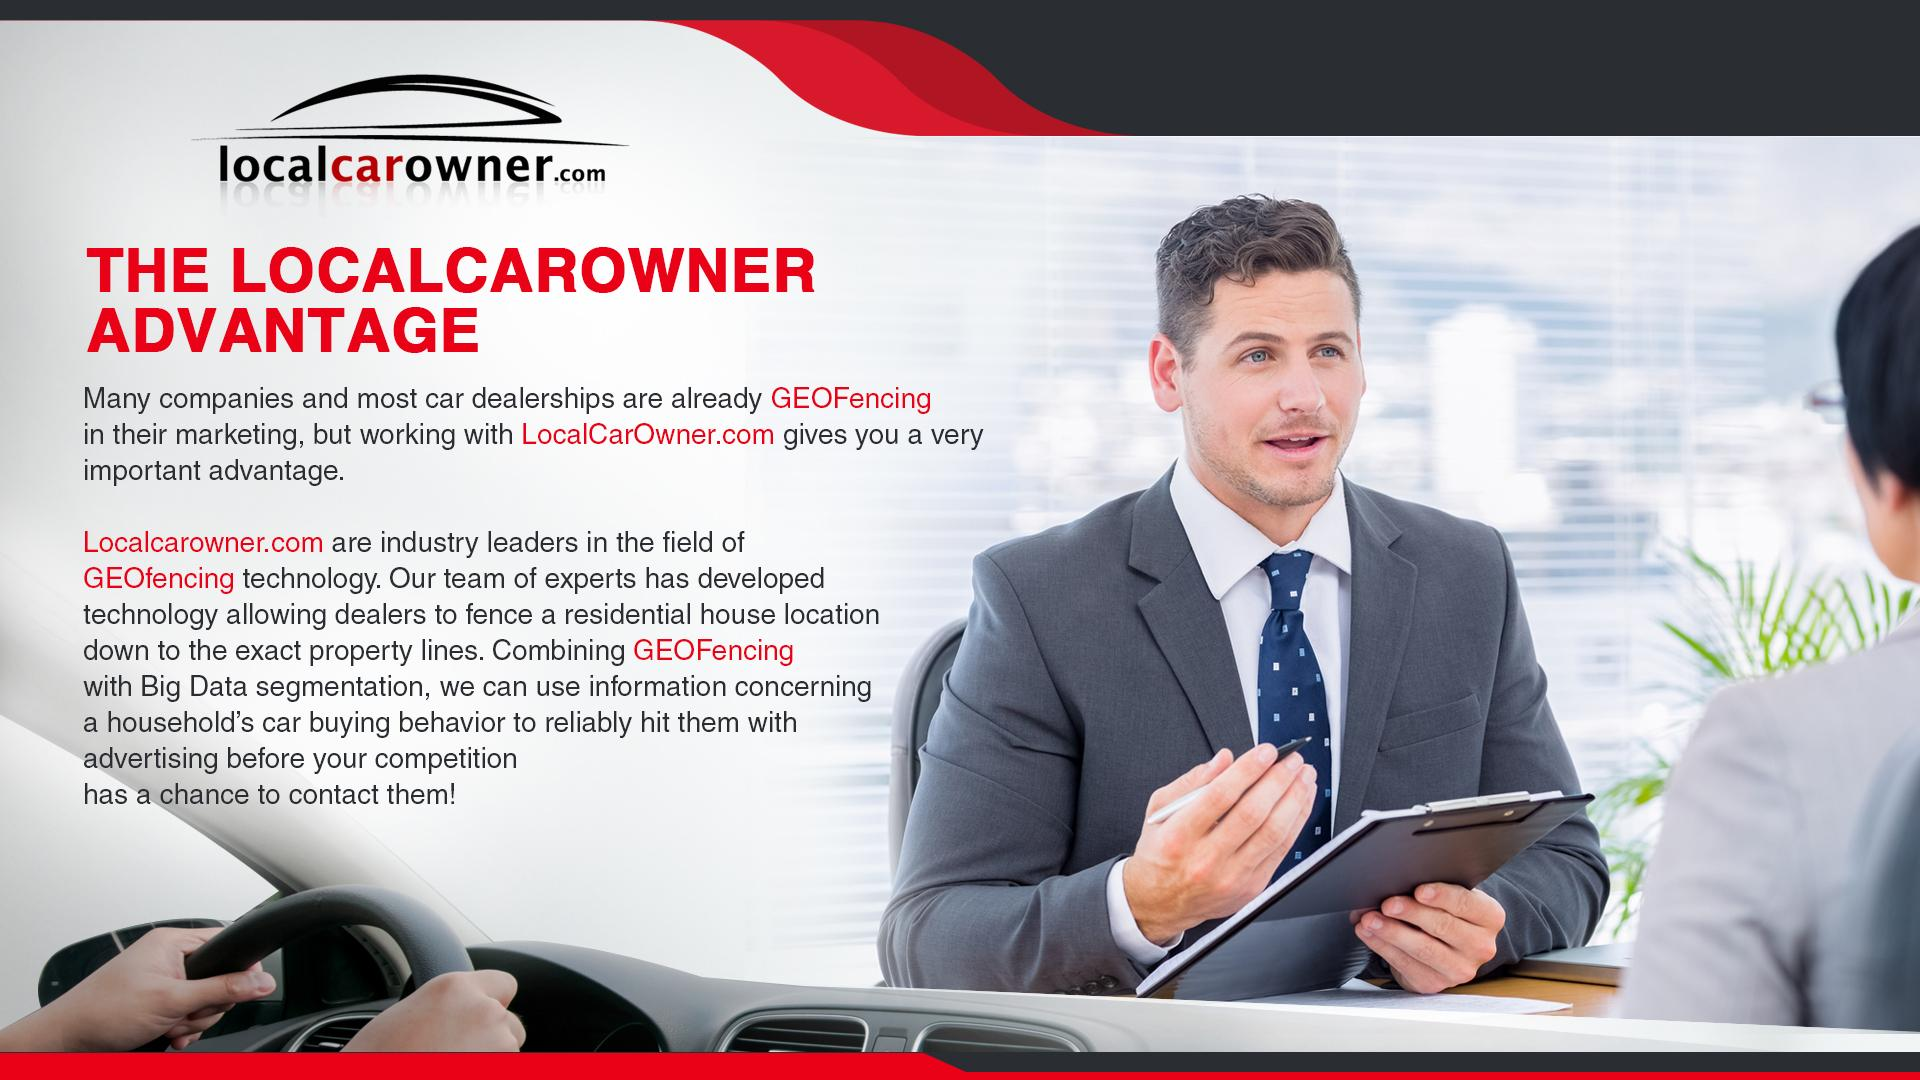 localcarowner.com
THE LOCALCAROWNER
ADVANTAGE
Many companies and most car dealerships are already GEOFencing
in their marketing, but working with LocalCarOwner.com gives you a very
important advantage.
Localcarowner.com are industry leaders in the field of
GEOfencing technology. Our team of experts has developed
technology allowing dealers to fence a residential house location
down to the exact property lines. Combining GEOFencing
with Big Data segmentation, we can use information concerning
a household’s car buying behavior to reliably hit them with
advertising before your competition
has a chance to contact them!